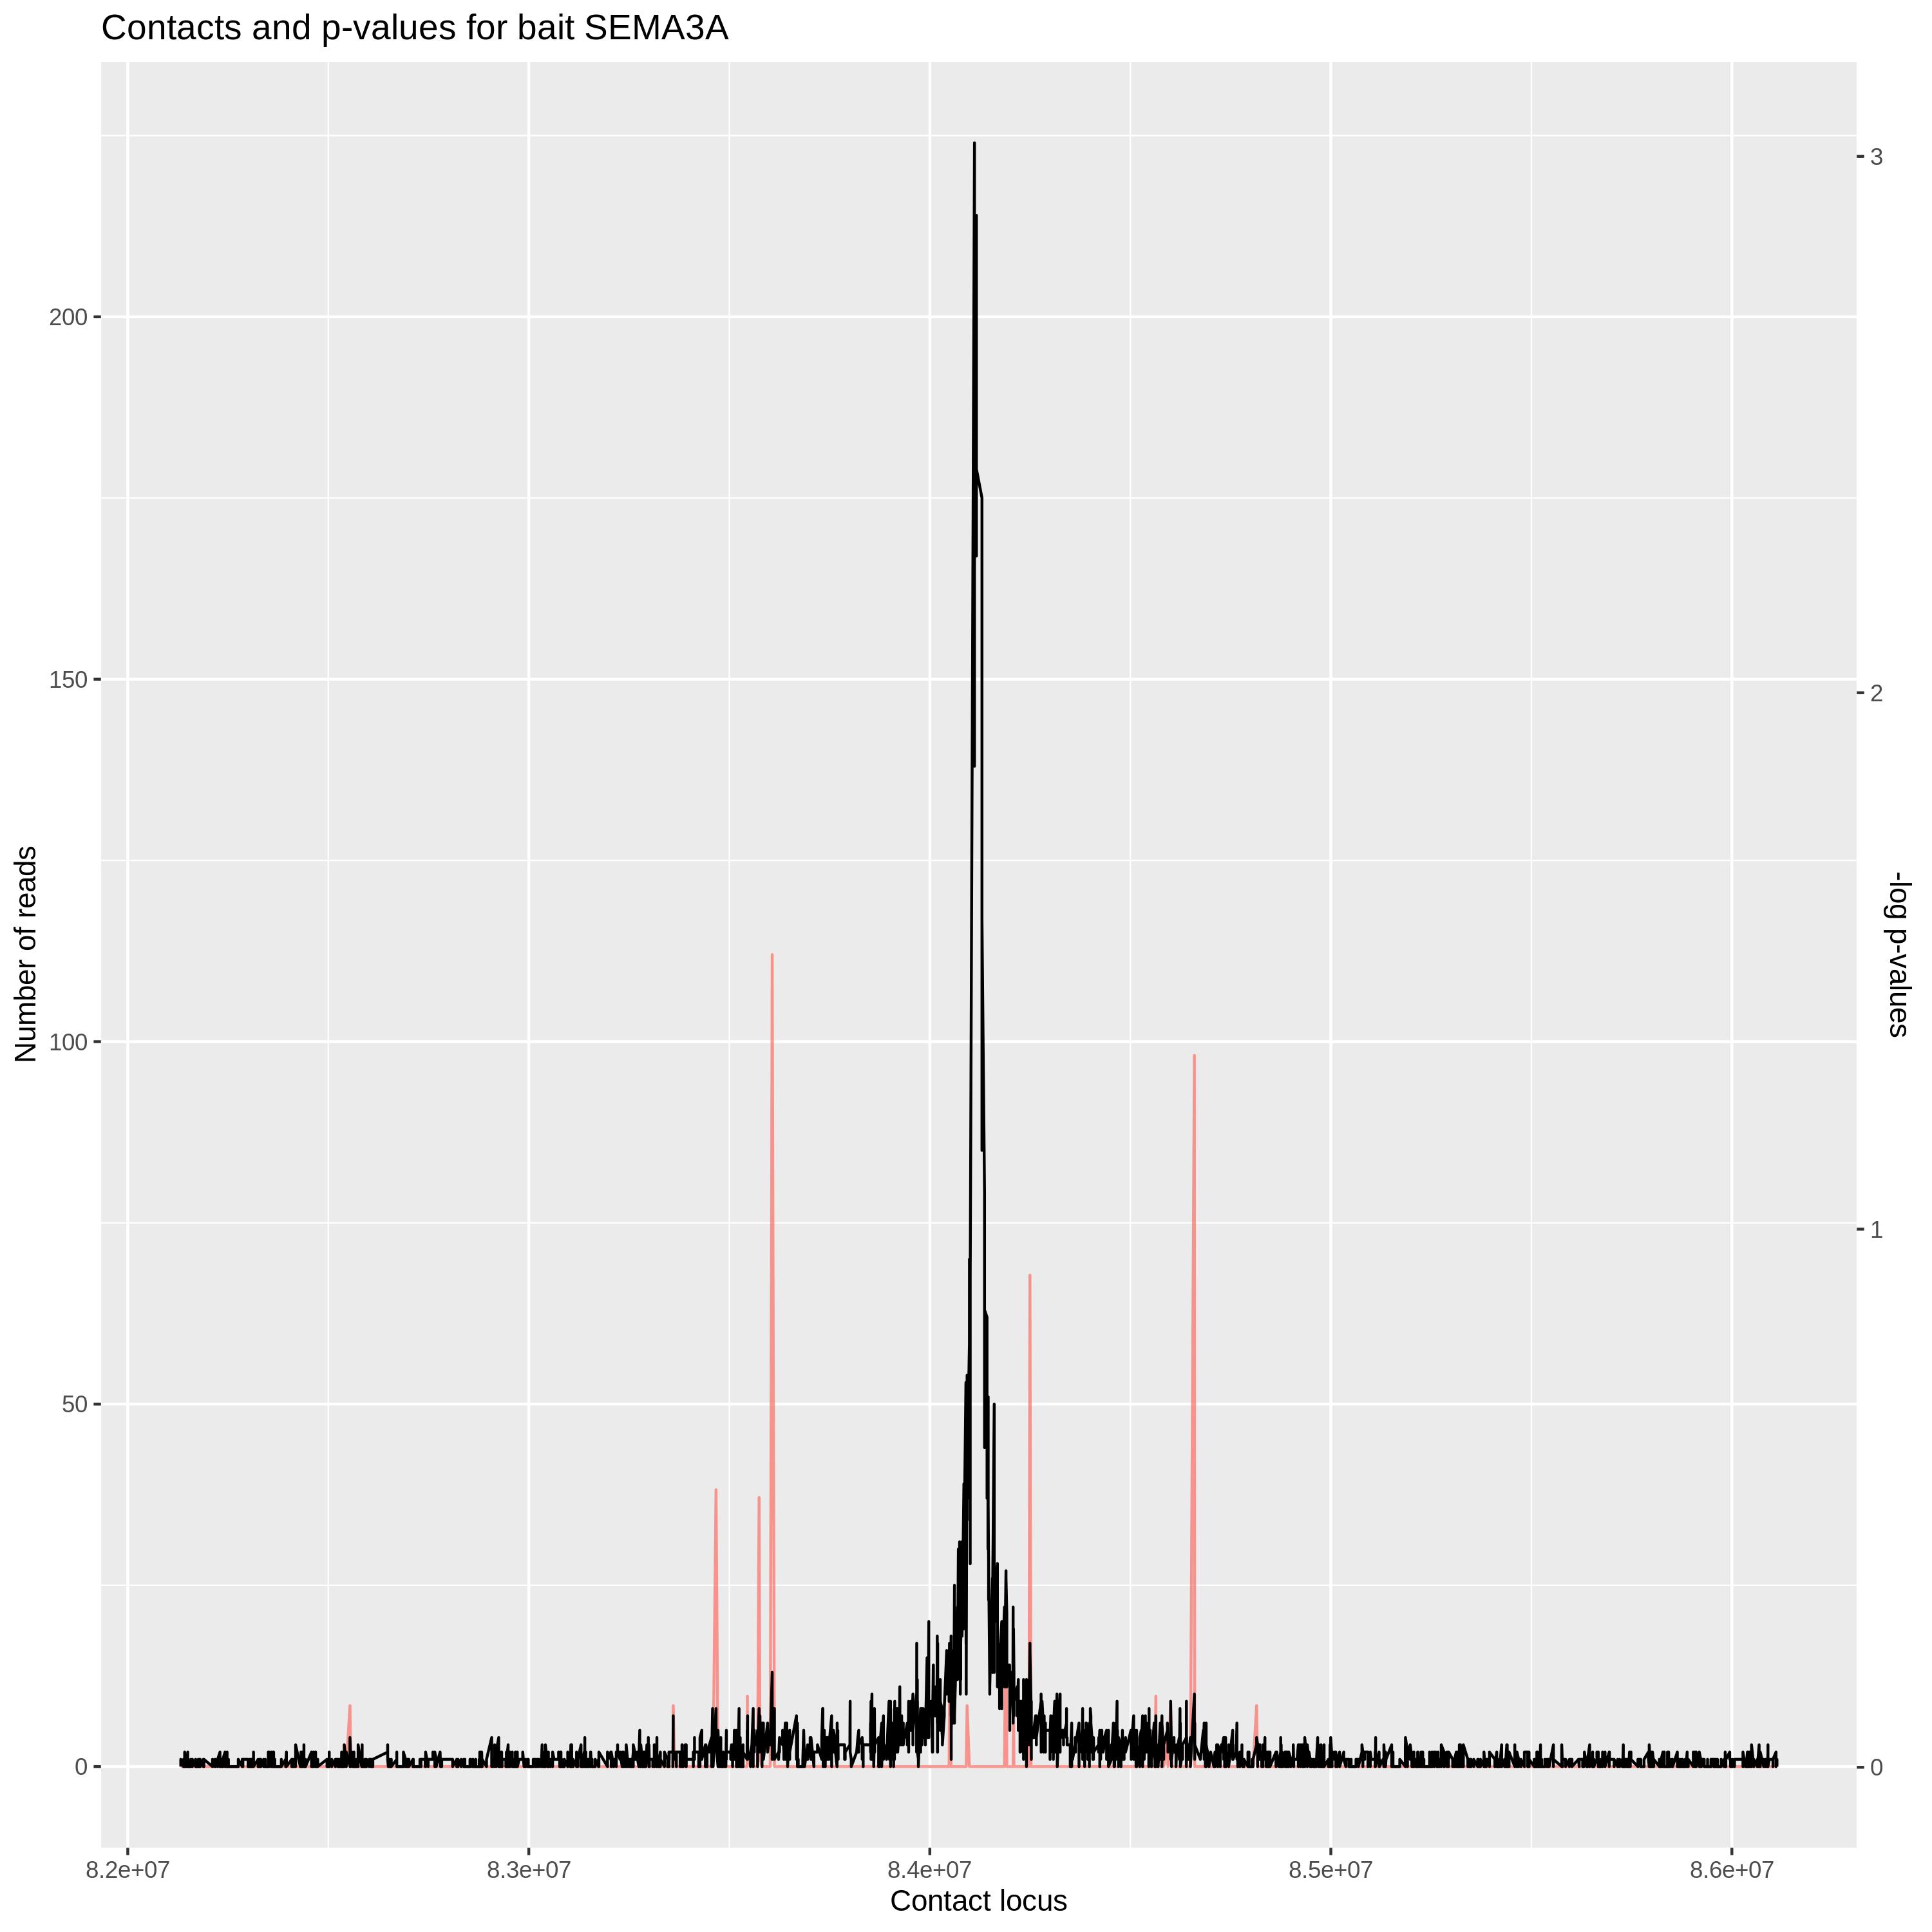 Contacts and p-values for bait SEMA3A
Number of reads
200
150
100
50
0
3
2
1
0
-log p-values
8.2e+07 8.3e+07 8.4e+07 8.5e+07 8.6e+07
Contact locus